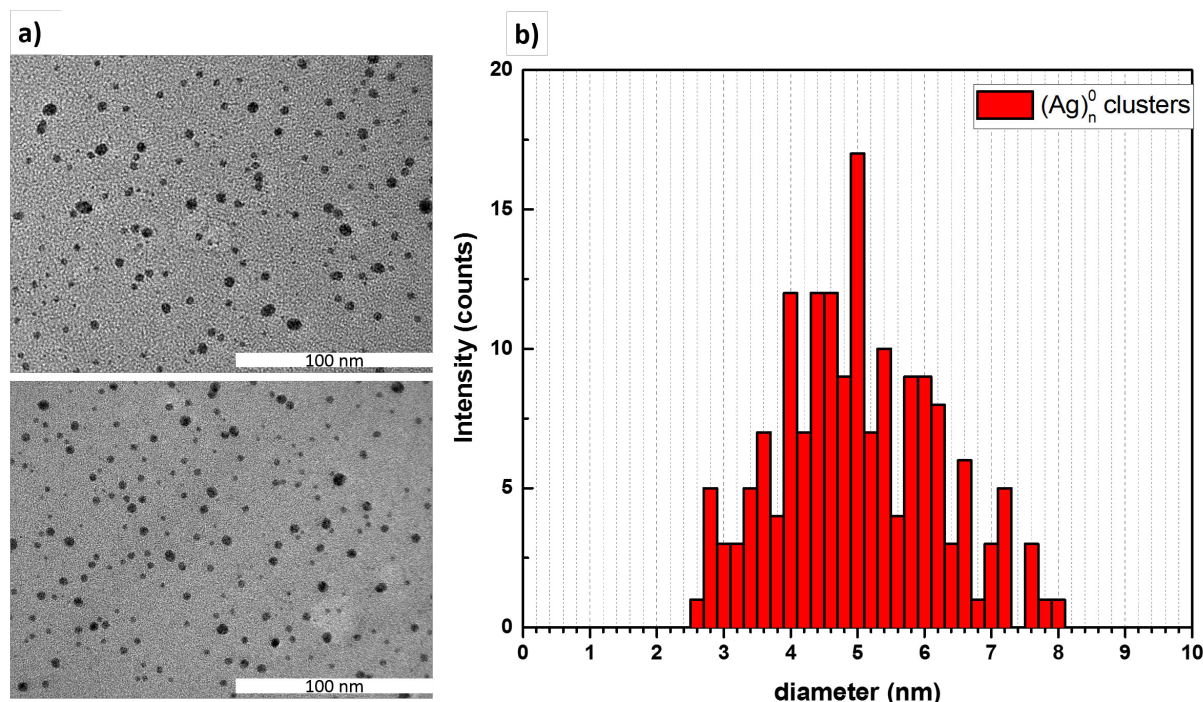 a)
100 nm
100 nm
b)
20
15
10
5
0
Intensity (counts)
(Ag)⁰ₙ clusters
0 1 2 3 4 5 6 7 8 9 10
diameter (nm)